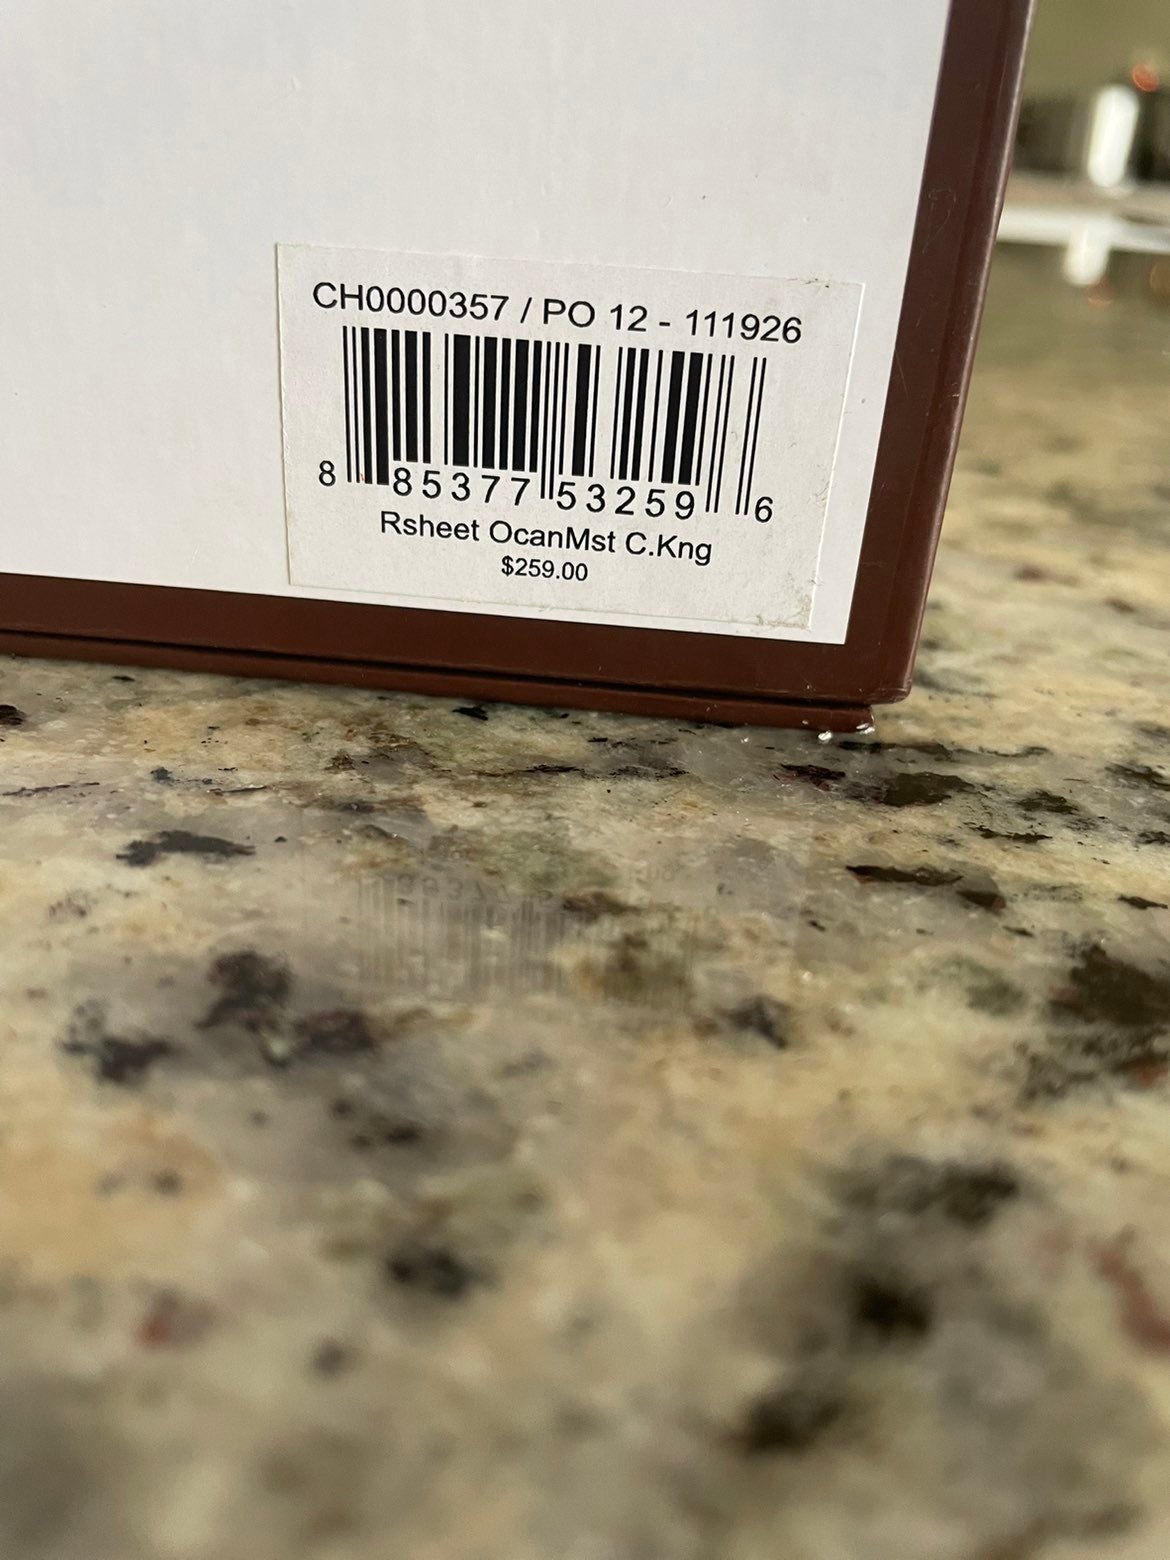 CH0000357 / PO 12 - 111926
8 85377 53259 6
Rsheet OcanMst C.Kng
$259.00